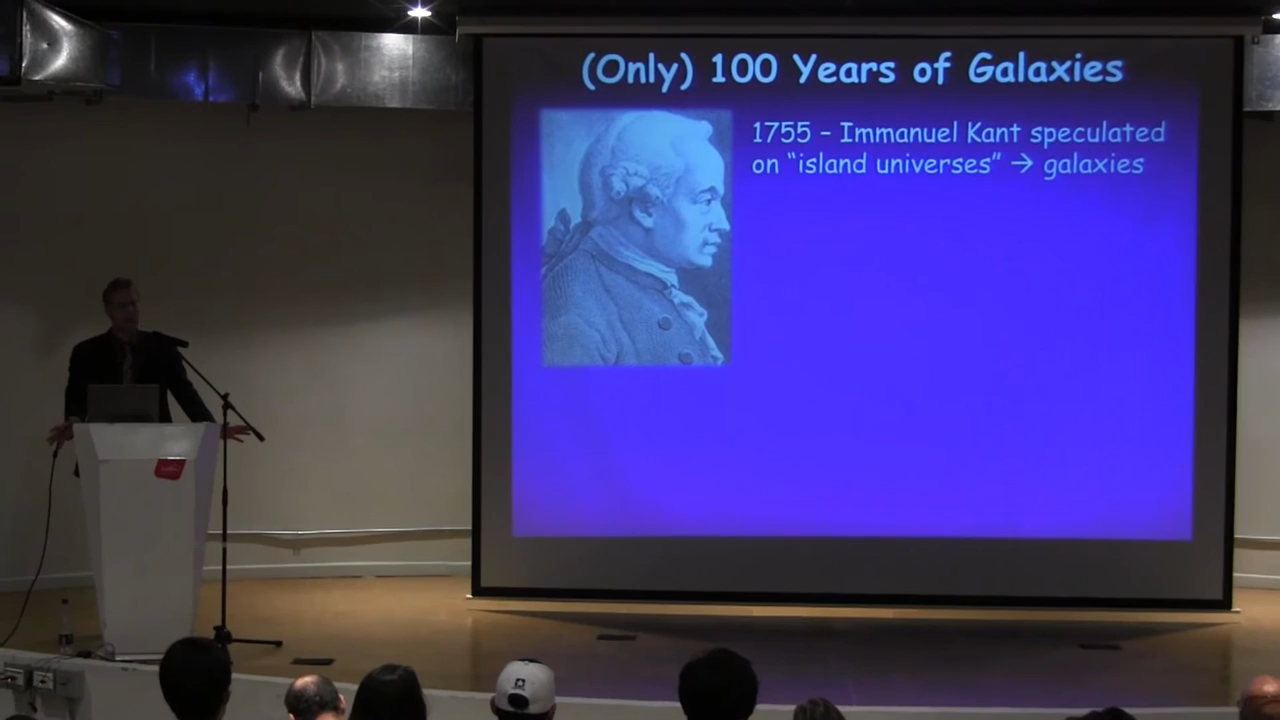 (Only) 100 Years of Galaxies
1755 – Immanuel Kant speculated
on “island universes” → galaxies